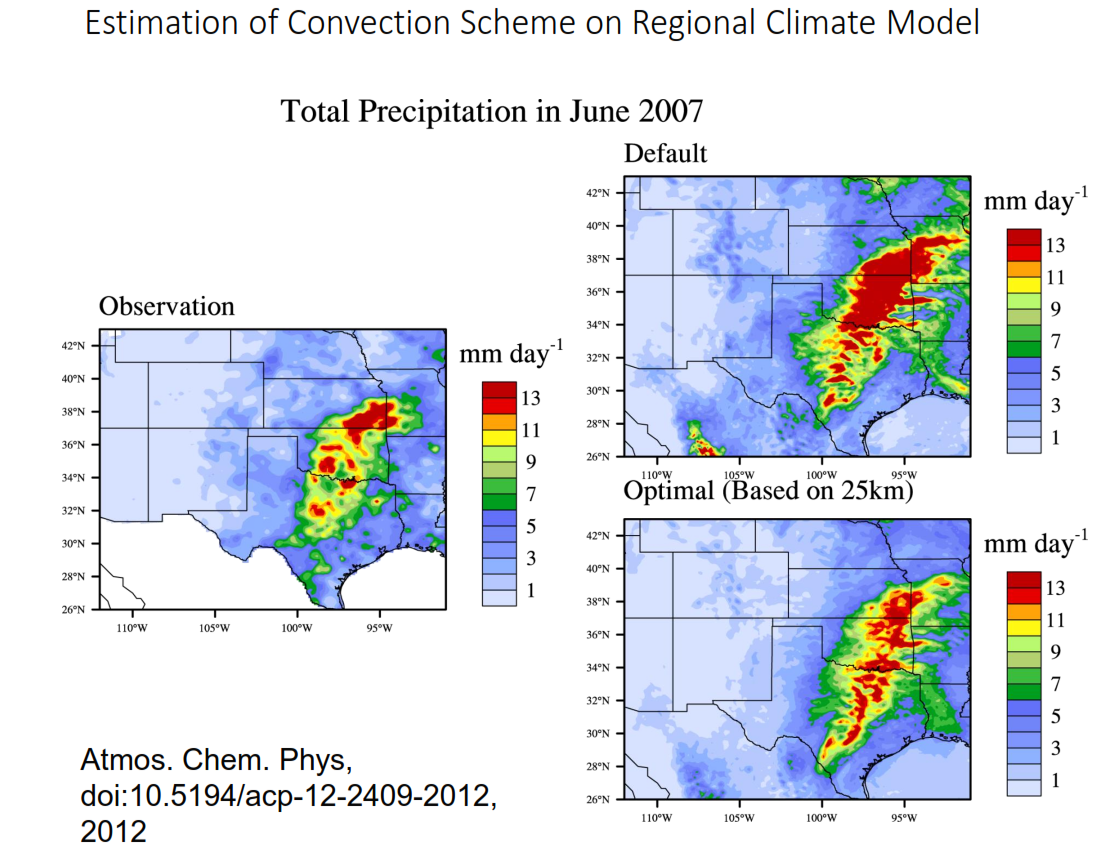 Estimation of Convection Scheme on Regional Climate Model
Total Precipitation in June 2007
Default
42°N
40°N
38°N
36°N
34°N
32°N
30°N
28°N
26°N
110°W 105°W 100°W 95°W
mm day-1
13
11
9
7
5
3
1
Observation
42°N
40°N
38°N
36°N
34°N
32°N
30°N
28°N
26°N
110°W 105°W 100°W 95°W
mm day-1
13
11
9
7
5
3
1
Optimal (Based on 25km)
42°N
40°N
38°N
36°N
34°N
32°N
30°N
28°N
26°N
110°W 105°W 100°W 95°W
mm day-1
13
11
9
7
5
3
1
Atmos. Chem. Phys,
doi:10.5194/acp-12-2409-2012,
2012